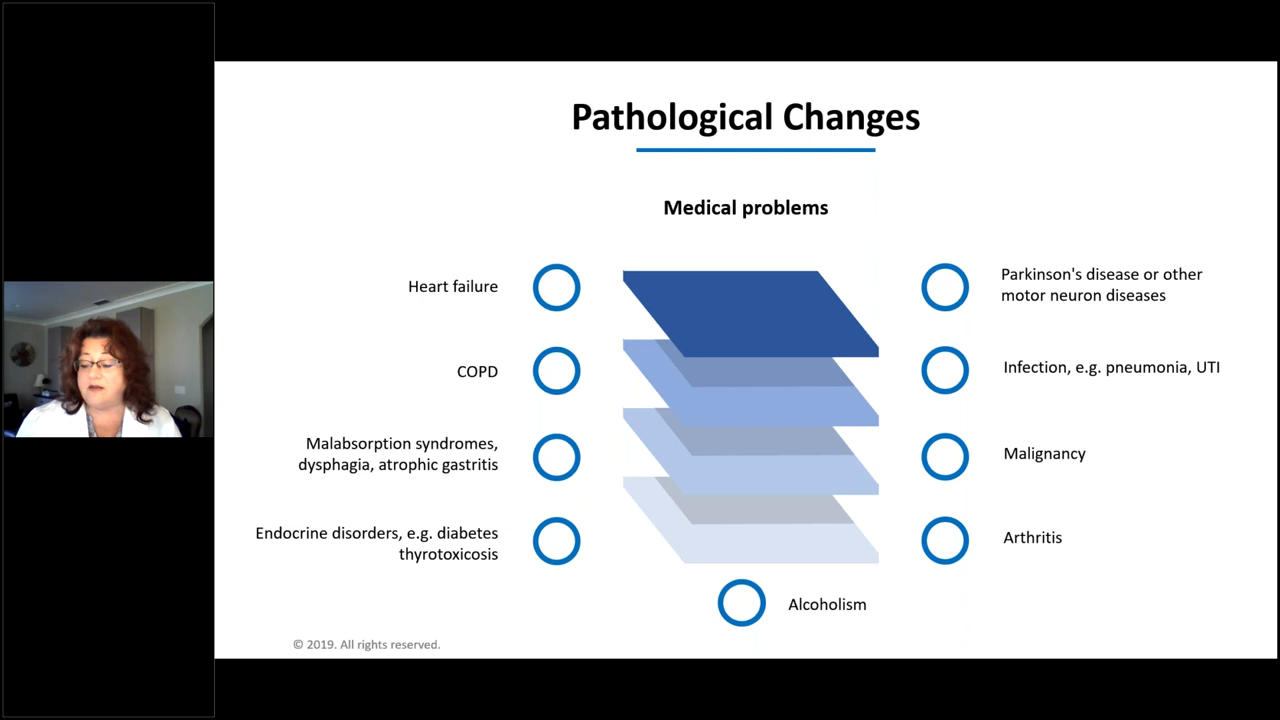 Pathological Changes
Medical problems
Heart failure
COPD
Malabsorption syndromes,
dysphagia, atrophic gastritis
Endocrine disorders, e.g. diabetes
thyrotoxicosis
Parkinson's disease or other
motor neuron diseases
Infection, e.g. pneumonia, UTI
Malignancy
Arthritis
Alcoholism
© 2019. All rights reserved.